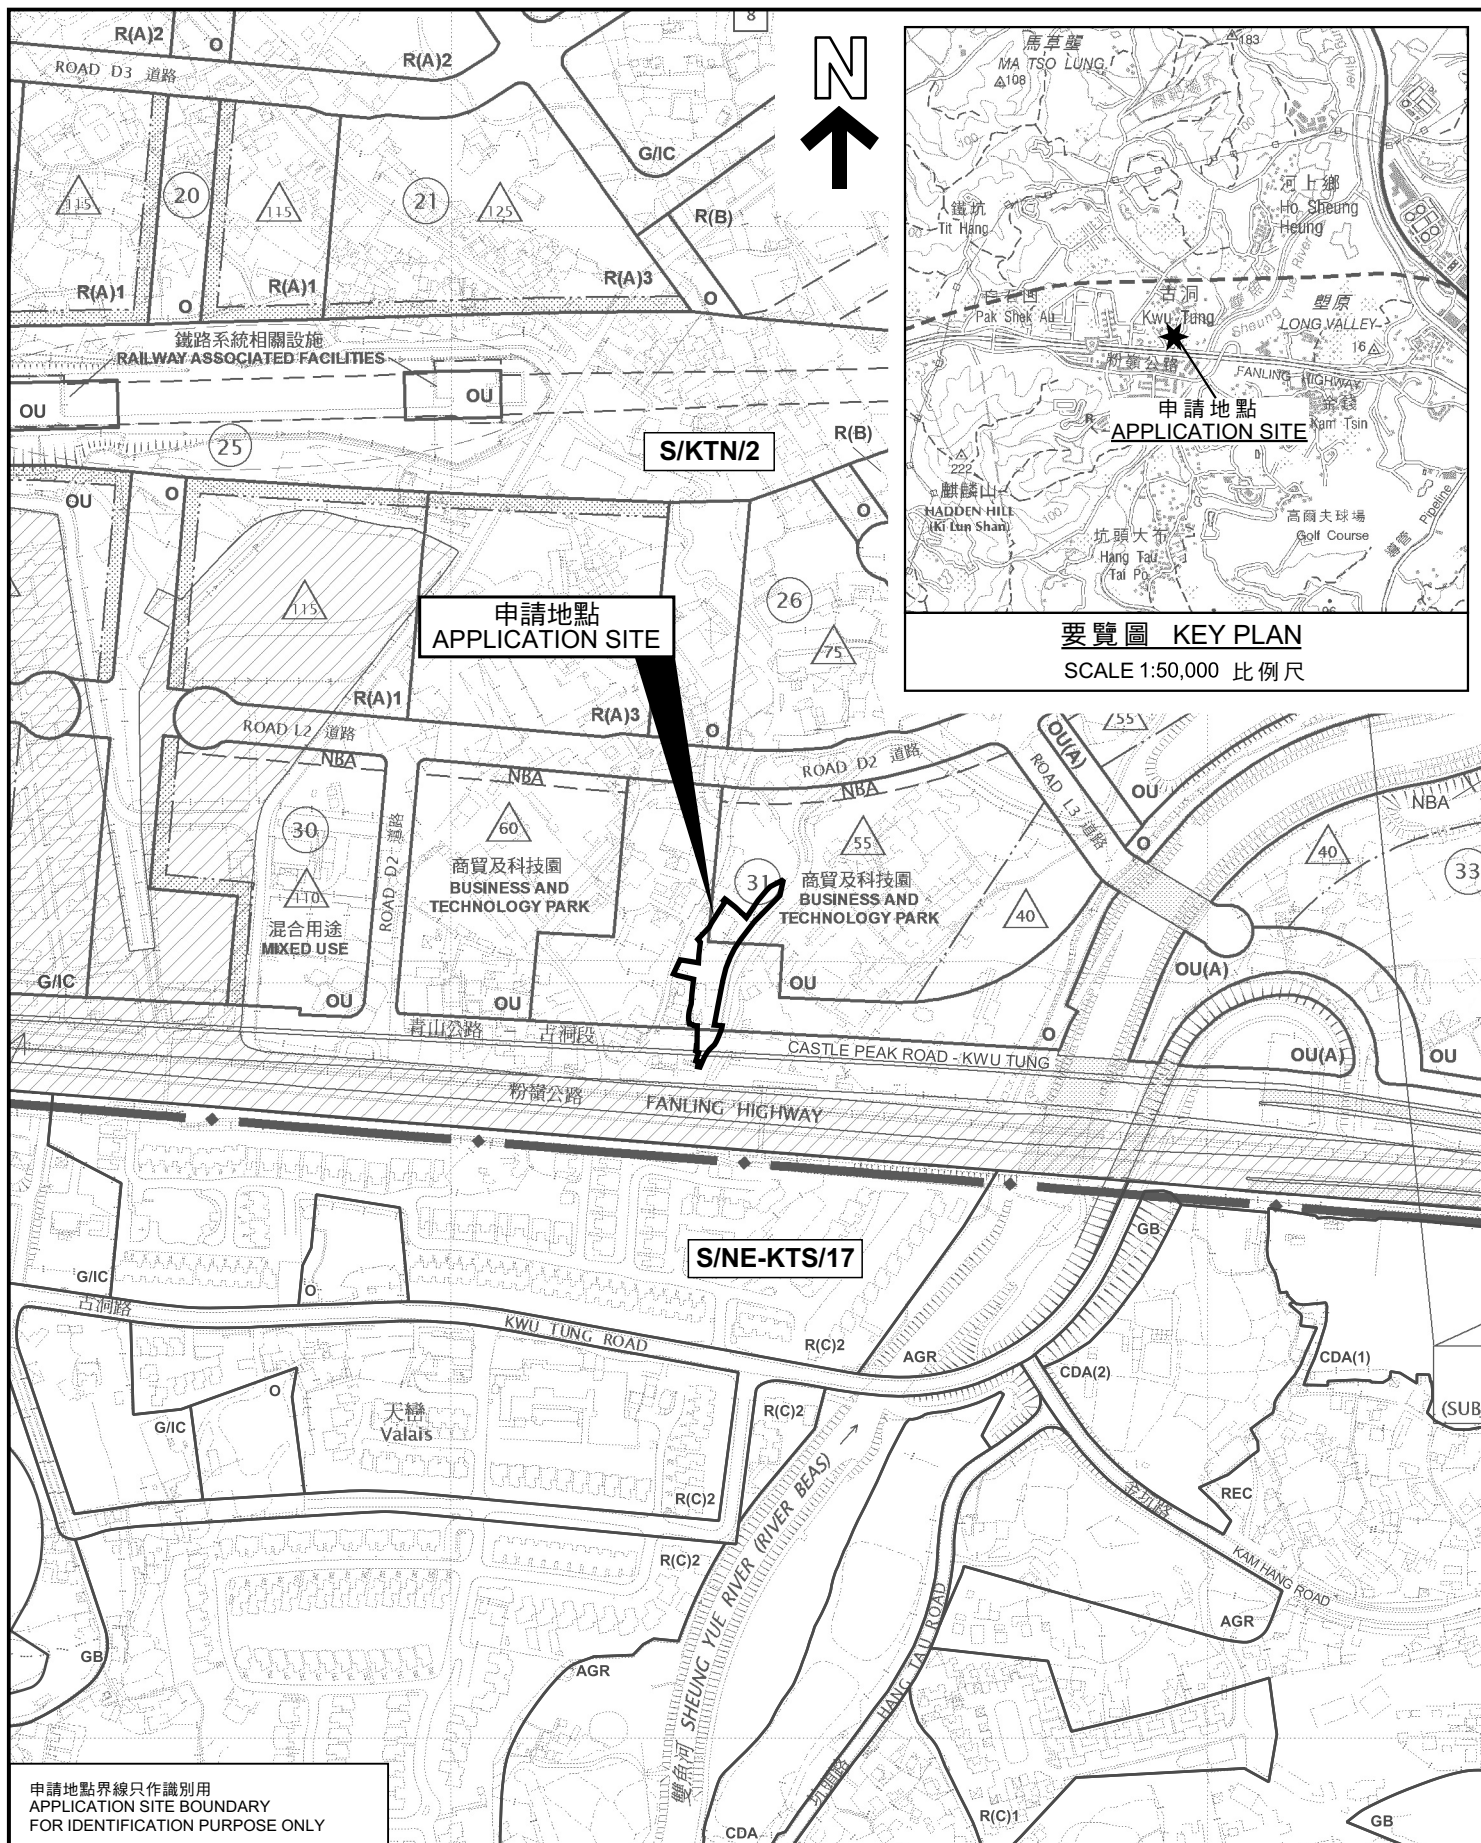 R(A)2
O
R(A)2
8
ROAD D3 道路
G/IC
115
20
115
21
125
R(B)
R(A)1
O
R(A)1
R(A)3
O
鐵路系統相關設施
RAILWAY ASSOCIATED FACILITIES
OU
OU
25
S/KTN/2
R(B)
OU
O
O
115
26
75
申請地點
APPLICATION SITE
R(A)1
R(A)3
O
ROAD L2 道路
NBA
NBA
ROAD D2 道路
NBA
N
馬草壟
MA TSO LUNG
183
108
100
100
River
河上鄉
Ho Sheung
Heung
鐵坑
Tit Hang
Pak Shek Au
古洞
Kwu Tung
Sheung
Yue
River
塱原
LONG VALLEY
16
粉嶺公路
FANLING HIGHWAY
申請地點
APPLICATION SITE
金錢
Kam Tsin
222
麒麟山
HADDEN HILL
(Ki Lun Shan)
100
坑頭大布
Hang Tau
Tai Po
高爾夫球場
Golf Course
導管 Pipeline
96
要覽圖 KEY PLAN
SCALE 1:50,000 比例尺
55
OU(A)
OU
ROAD L3 道路
O
NBA
40
33
30
110
混合用途
MIXED USE
ROAD D2 道路
60
商貿及科技園
BUSINESS AND
TECHNOLOGY PARK
31
55
商貿及科技園
BUSINESS AND
TECHNOLOGY PARK
40
G/IC
OU
OU
OU
OU(A)
O
OU(A)
OU
青山公路 － 古洞段
CASTLE PEAK ROAD - KWU TUNG
粉嶺公路
FANLING HIGHWAY
S/NE-KTS/17
GB
G/IC
O
古洞路
KWU TUNG ROAD
R(C)2
AGR
CDA(2)
CDA(1)
(SUB
O
G/IC
天巒
Valais
R(C)2
R(C)2
R(C)2
REC
金坑路
KAM HANG ROAD
AGR
GB
AGR
雙魚河 SHEUNG YUE RIVER (RIVER BEAS)
坑頭路
HANG TAU ROAD
CDA
R(C)1
GB
申請地點界線只作識別用
APPLICATION SITE BOUNDARY
FOR IDENTIFICATION PURPOSE ONLY